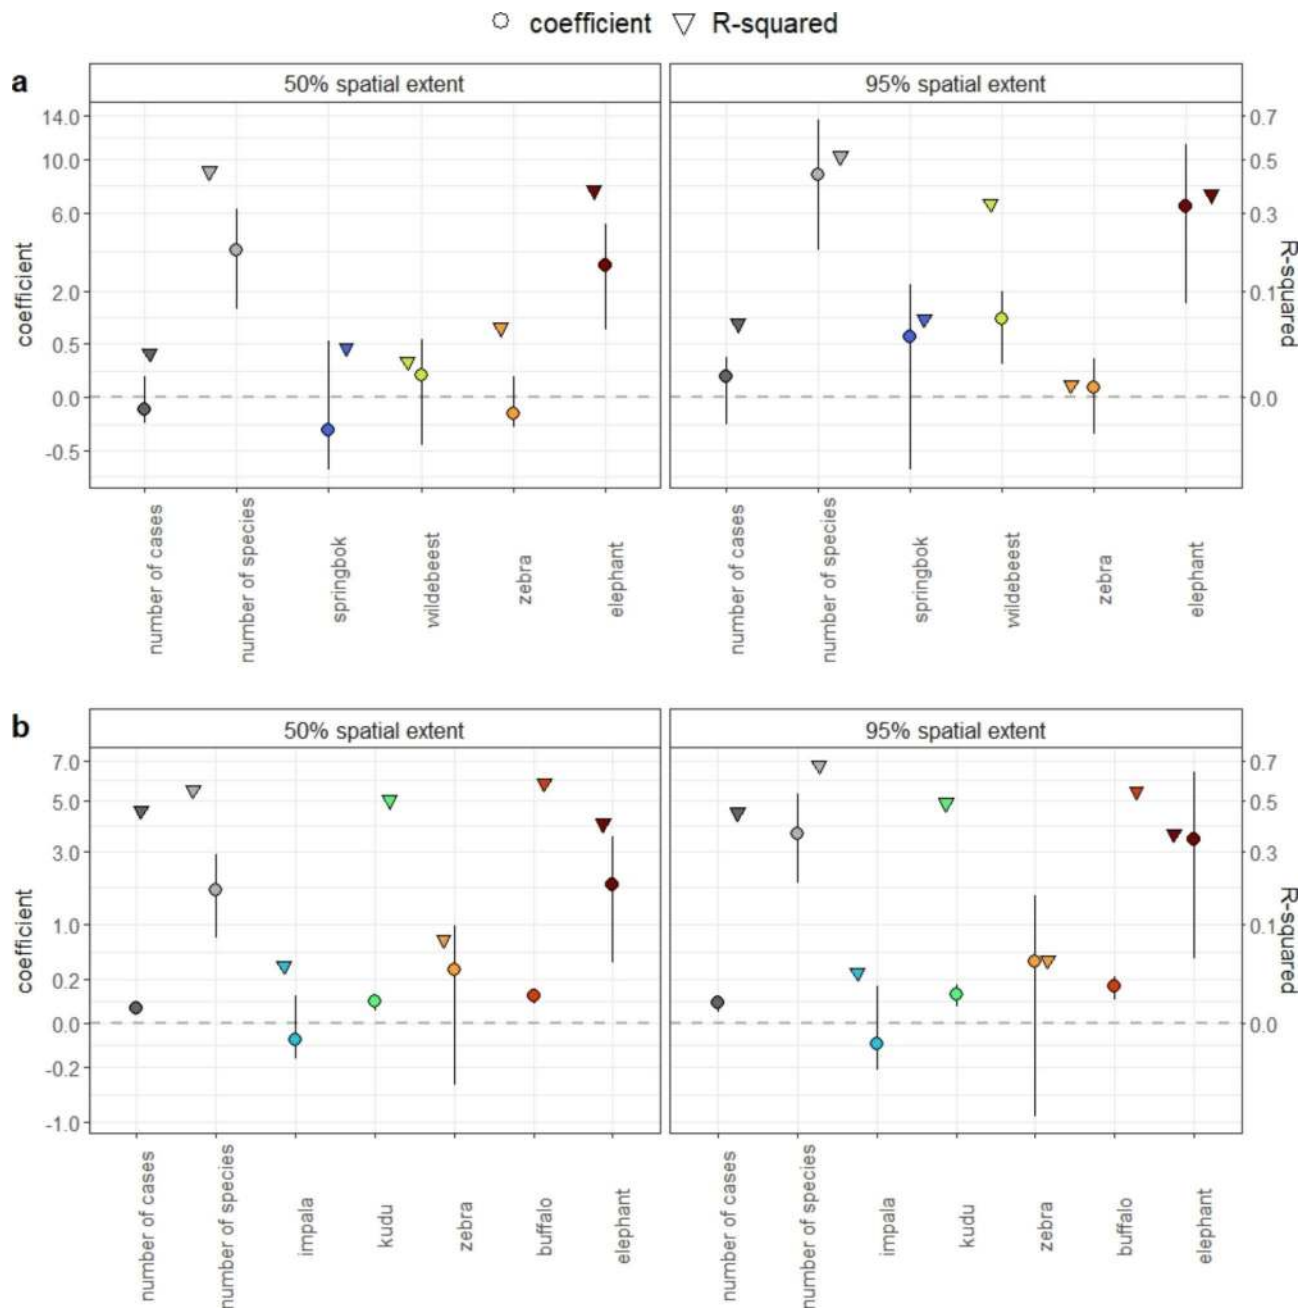 coefficient R-squared
a
50% spatial extent 95% spatial extent
14.0 0.7
10.0 0.5
6.0 0.3
2.0 0.1
0.5
0.0 0.0
-0.5
coefficient
R-squared
number of cases number of species springbok wildebeest zebra elephant number of cases number of species springbok wildebeest zebra elephant
b
50% spatial extent 95% spatial extent
7.0 0.7
5.0 0.5
3.0 0.3
1.0 0.1
0.2
0.0 0.0
-0.2
-1.0
coefficient
R-squared
number of cases number of species impala kudu zebra buffalo elephant number of cases number of species impala kudu zebra buffalo elephant